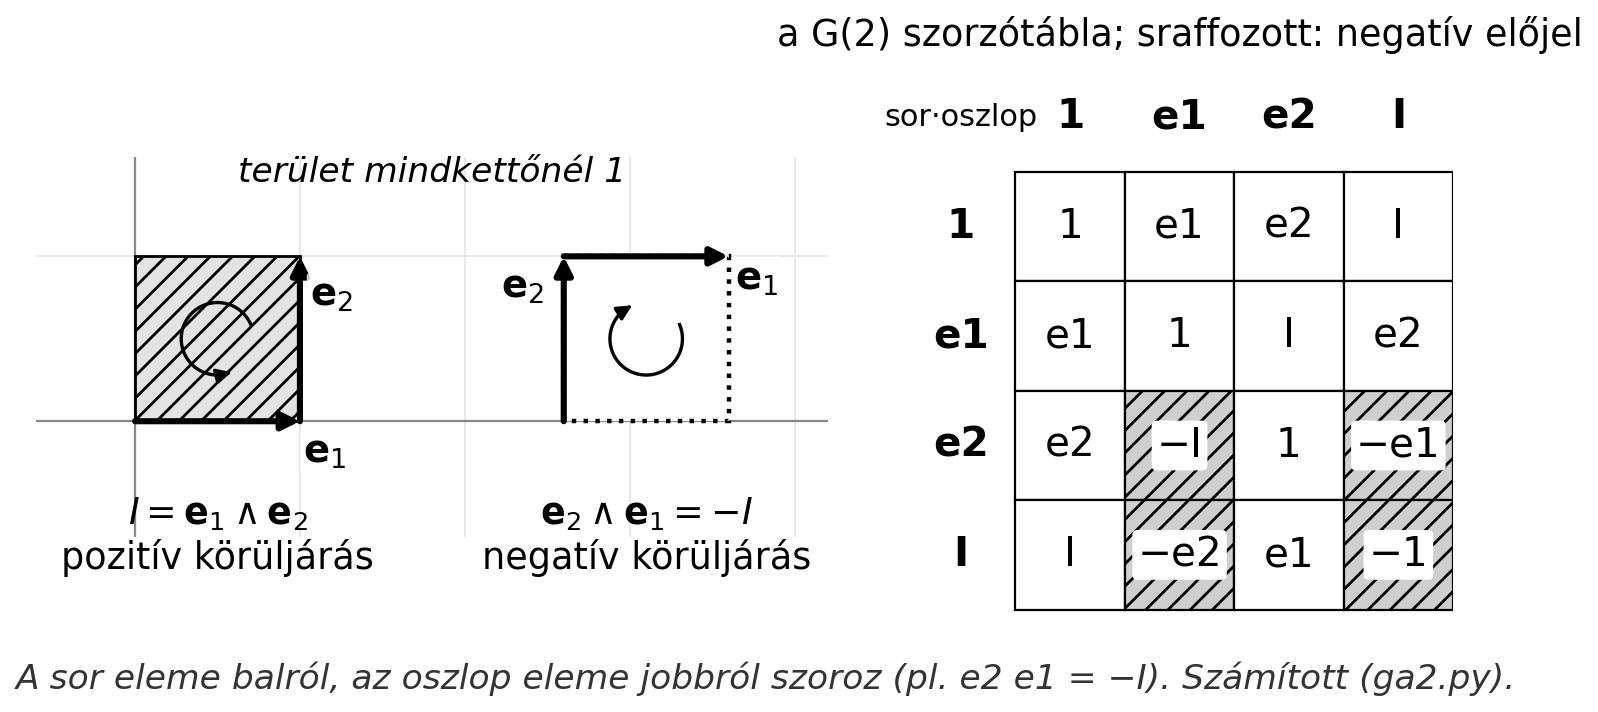 a G(2) szorzótábla; sraffozott: negatív előjel
terület mindkettőnél 1
e₂
e₁
I = e₁ ∧ e₂
pozitív körüljárás
e₂
e₁
e₂ ∧ e₁ = −I
negatív körüljárás
sor·oszlop 1 e1 e2 I
1 1 e1 e2 I
e1 e1 1 I e2
e2 e2 −I 1 −e1
I I −e2 e1 −1
A sor eleme balról, az oszlop eleme jobbról szoroz (pl. e2 e1 = −I). Számított (ga2.py).